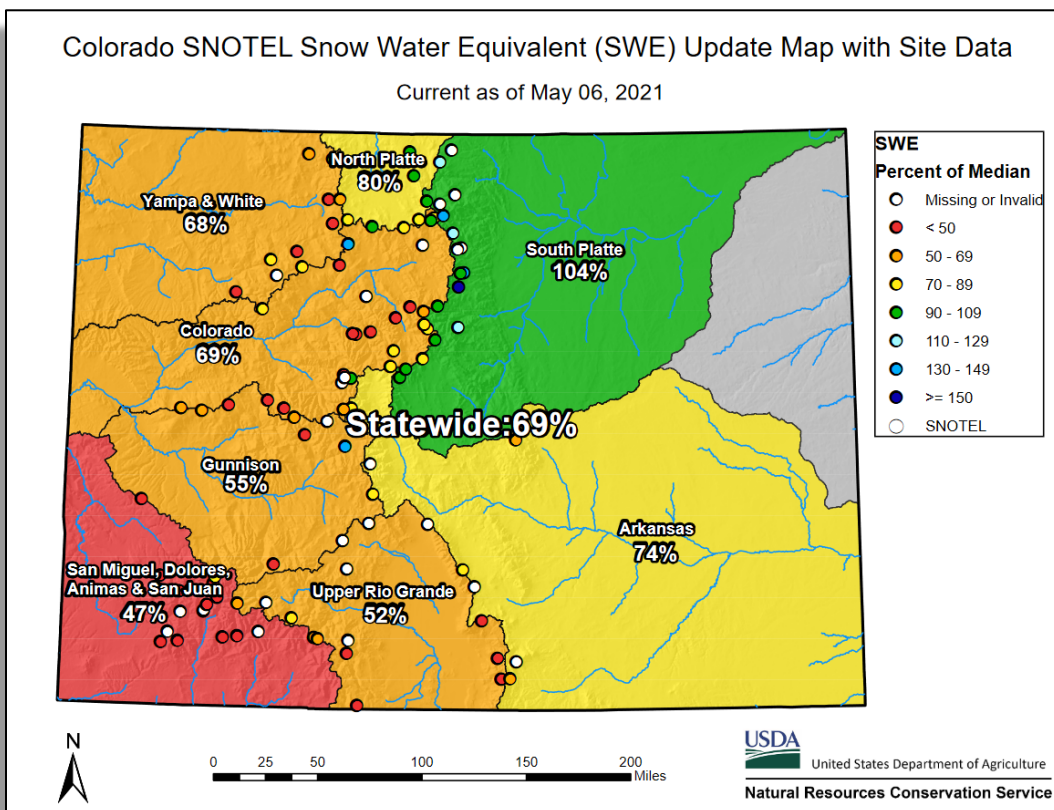 Colorado SNOTEL Snow Water Equivalent (SWE) Update Map with Site Data
Current as of May 06, 2021
North Platte
80%
Yampa & White
68%
South Platte
104%
Colorado
69%
Statewide:69%
Gunnison
55%
Arkansas
74%
San Miguel, Dolores,
Animas & San Juan
47%
Upper Rio Grande
52%
SWE
Percent of Median
Missing or Invalid
< 50
50 - 69
70 - 89
90 - 109
110 - 129
130 - 149
>= 150
SNOTEL
N
0 25 50 100 150 200
Miles
USDA
United States Department of Agriculture
Natural Resources Conservation Service